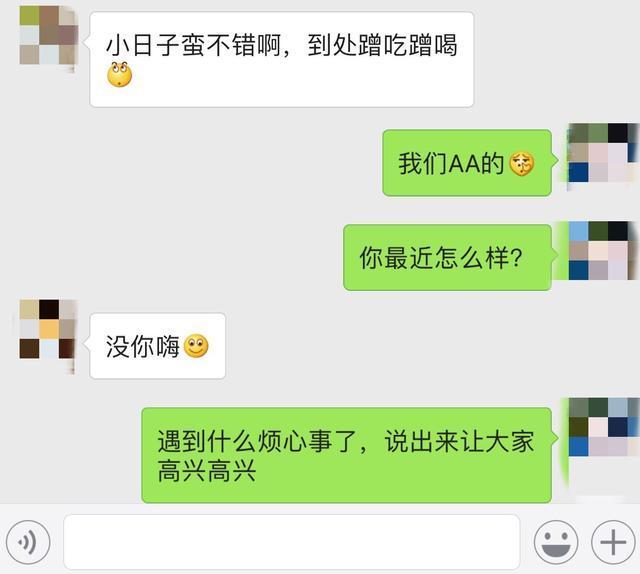 小日子蛮不错啊，到处蹭吃蹭喝
我们AA的
你最近怎么样？
没你嗨
遇到什么烦心事了，说出来让大家
高兴高兴